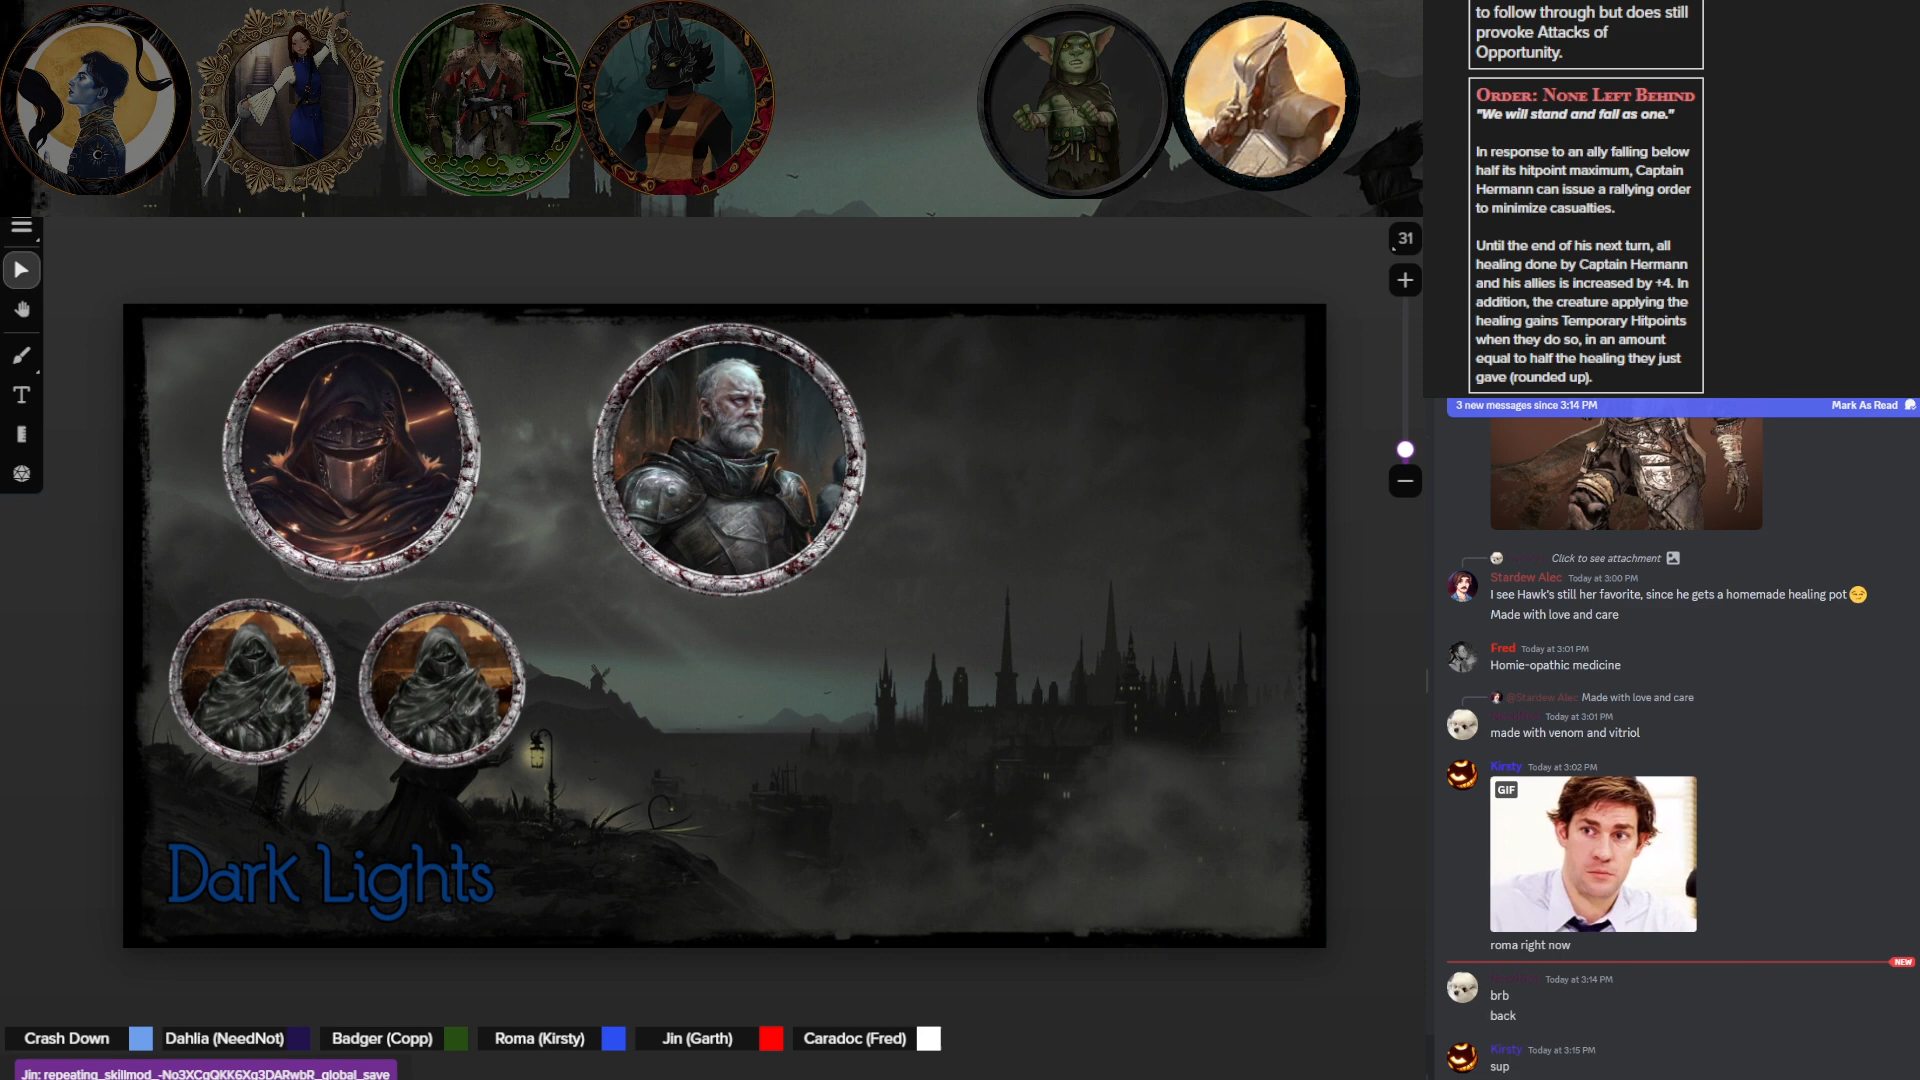 to follow through but does still
provoke Attacks of
Opportunity.
Order: None Left Behind
"We will stand and fall as one."
In response to an ally falling below
half its hitpoint maximum, Captain
Hermann can issue a rallying order
to minimize casualties.
Until the end of his next turn, all
healing done by Captain Hermann
and his allies is increased by +4. In
addition, the creature applying the
healing gains Temporary Hitpoints
when they do so, in an amount
equal to half the healing they just
gave (rounded up).
31
3 new messages since 3:14 PM Mark As Read
Click to see attachment
Stardew Alec Today at 3:00 PM
I see Hawk's still her favorite, since he gets a homemade healing pot
Made with love and care
Fred Today at 3:01 PM
Homie-opathic medicine
@Stardew Alec Made with love and care
Today at 3:01 PM
made with venom and vitriol
Kirsty Today at 3:02 PM
GIF
roma right now
NEW
Today at 3:14 PM
brb
back
Kirsty Today at 3:15 PM
sup
Dark Lights
Crash Down Dahlia (NeedNot) Badger (Copp) Roma (Kirsty) Jin (Garth) Caradoc (Fred)
Jin: repeating_skillmod_-No3XCgQKK6Xg3DARwbR_global_save